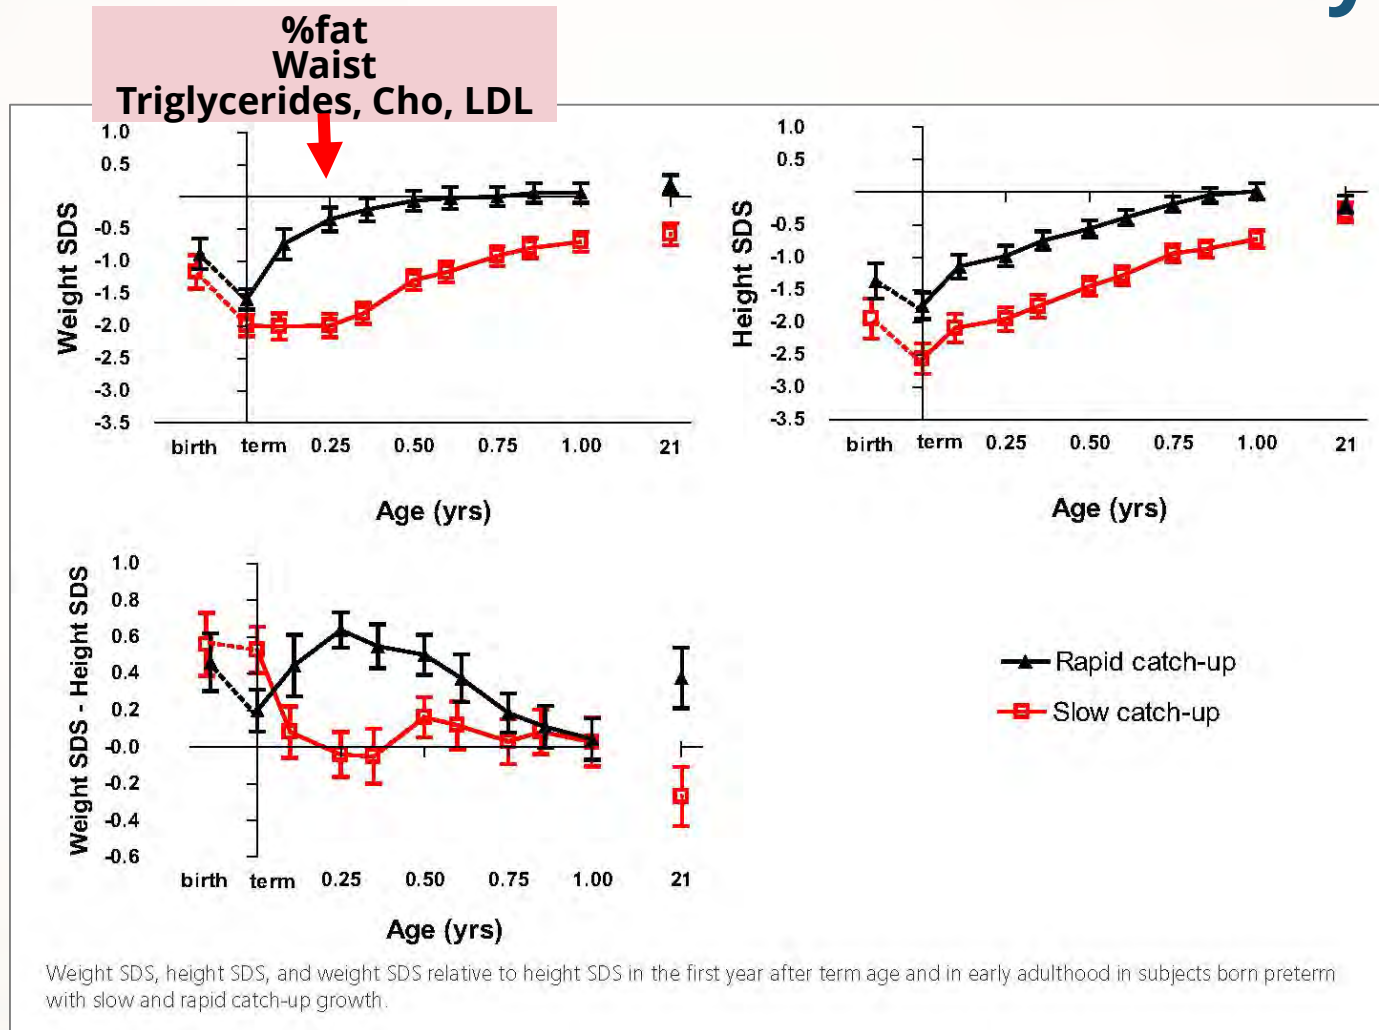 %fat
Waist
Triglycerides, Cho, LDL
Weight SDS
1.0
0.5
-0.5
-1.0
-1.5
-2.0
-2.5
-3.0
-3.5
birth term 0.25 0.50 0.75 1.00 21
Age (yrs)
Height SDS
1.0
0.5
-0.5
-1.0
-1.5
-2.0
-2.5
-3.0
-3.5
birth term 0.25 0.50 0.75 1.00 21
Age (yrs)
Weight SDS - Height SDS
1.0
0.8
0.6
0.4
0.2
-0.0
-0.2
-0.4
-0.6
birth term 0.25 0.50 0.75 1.00 21
Age (yrs)
Rapid catch-up
Slow catch-up
Weight SDS, height SDS, and weight SDS relative to height SDS in the first year after term age and in early adulthood in subjects born preterm
with slow and rapid catch-up growth.